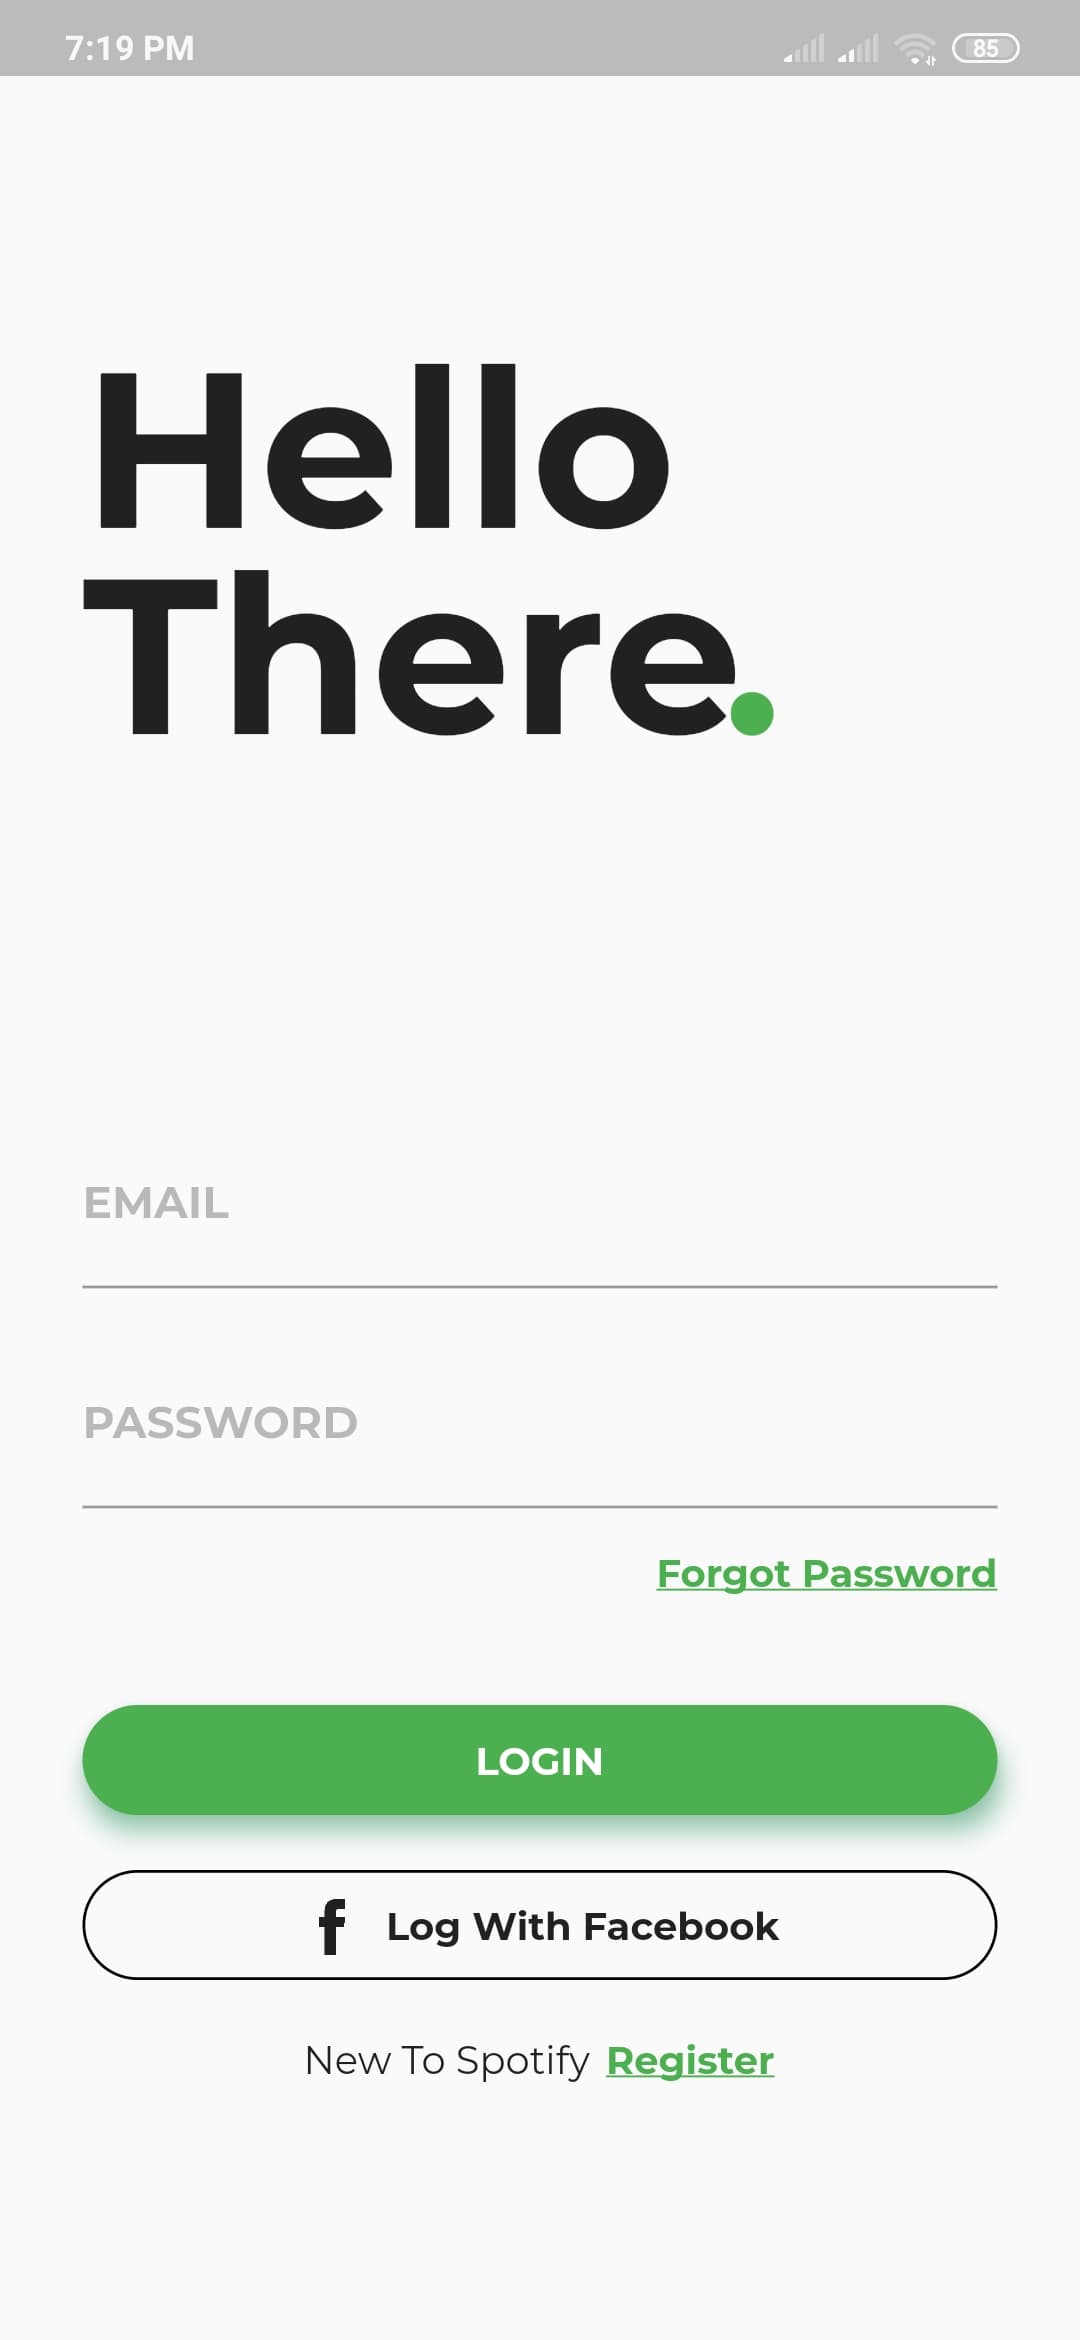 7:19 PM 85
Hello
There.
EMAIL
PASSWORD
Forgot Password
LOGIN
f Log With Facebook
New To Spotify Register